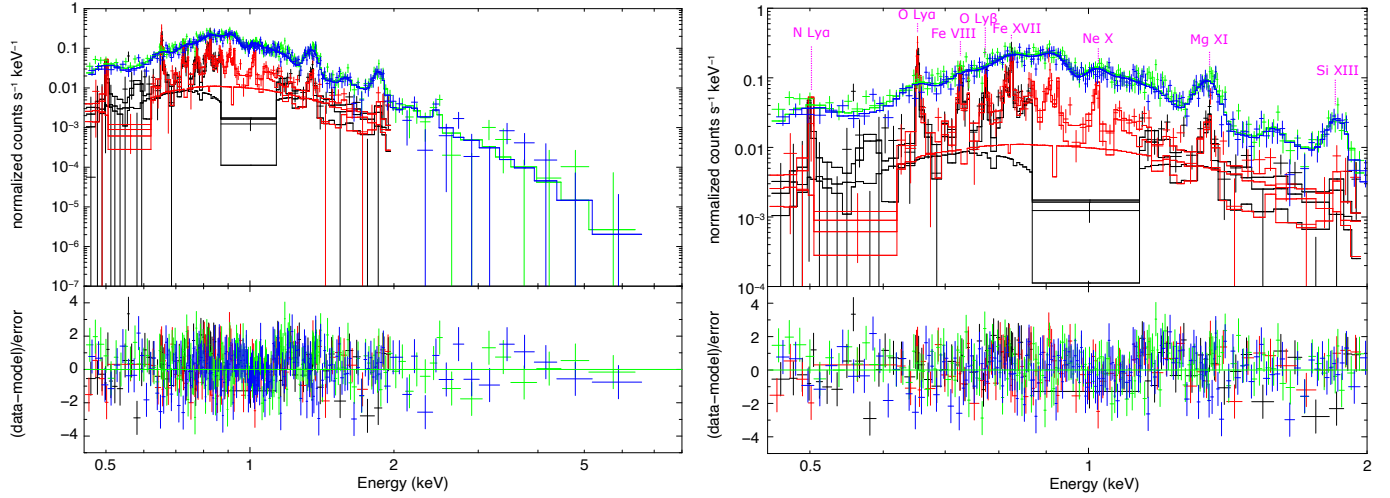 1
0.1
0.01
10⁻³
10⁻⁴
10⁻⁵
10⁻⁶
10⁻⁷
normalized counts s⁻¹ keV⁻¹
4
2
0
−2
−4
(data−model)/error
0.5 1 2 5
Energy (keV)
N Lyα
O Lyα
O Lyβ
Fe VIII
Fe XVII
Ne X
Mg XI
Si XIII
1
0.1
0.01
10⁻³
10⁻⁴
normalized counts s⁻¹ keV⁻¹
4
2
0
−2
−4
(data−model)/error
0.5 1 2
Energy (keV)